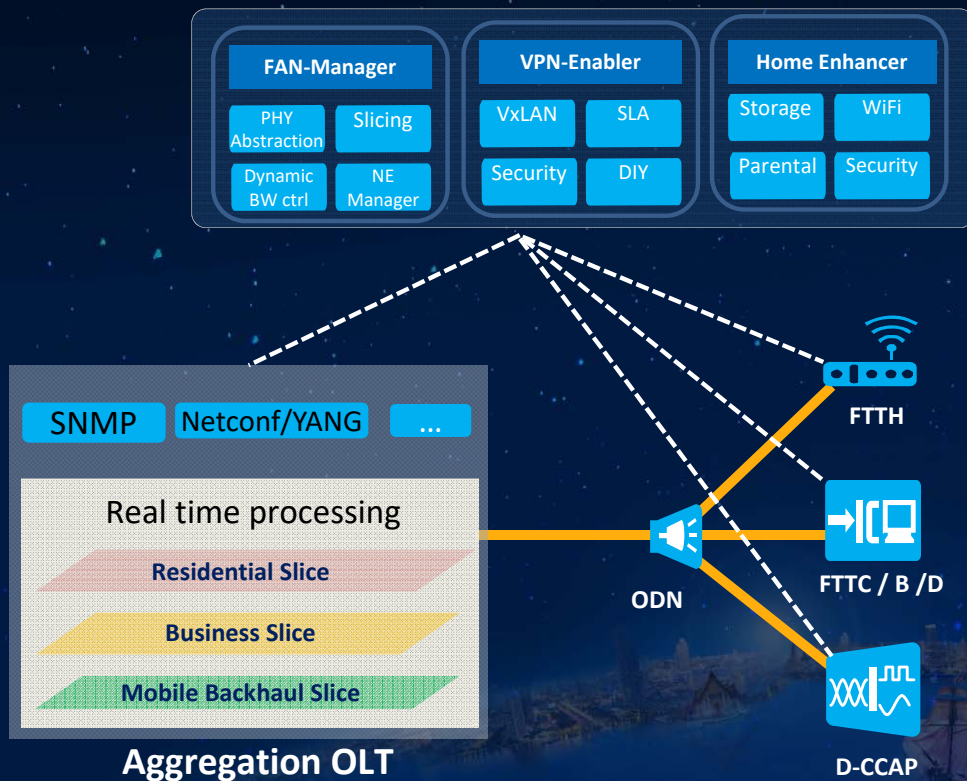 FAN-Manager
PHY
Abstraction
Slicing
Dynamic
BW ctrl
NE
Manager
VPN-Enabler
VxLAN
SLA
Security
DIY
Home Enhancer
Storage
WiFi
Parental
Security
SNMP
Netconf/YANG
...
Real time processing
Residential Slice
Business Slice
Mobile Backhaul Slice
Aggregation OLT
ODN
FTTH
FTTC / B /D
D-CCAP